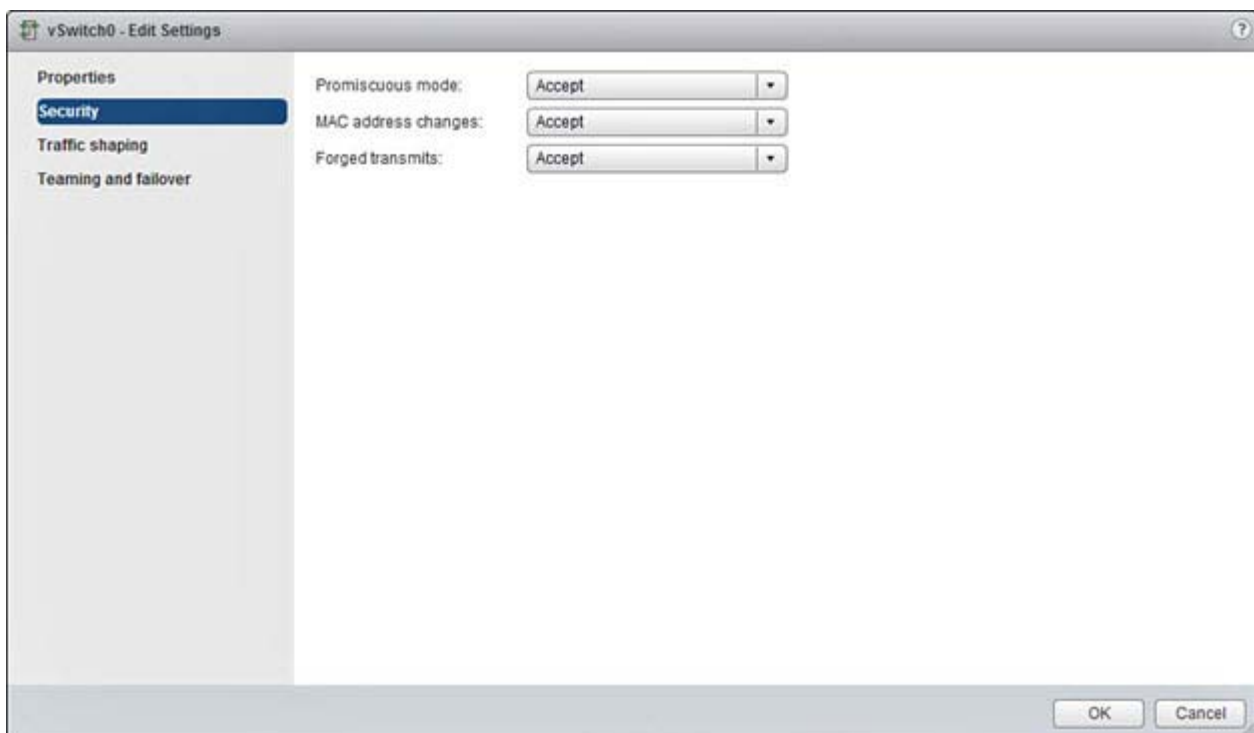 vSwitch0 - Edit Settings
?
Properties
Security
Traffic shaping
Teaming and failover
Promiscuous mode: Accept
MAC address changes: Accept
Forged transmits: Accept
OK Cancel